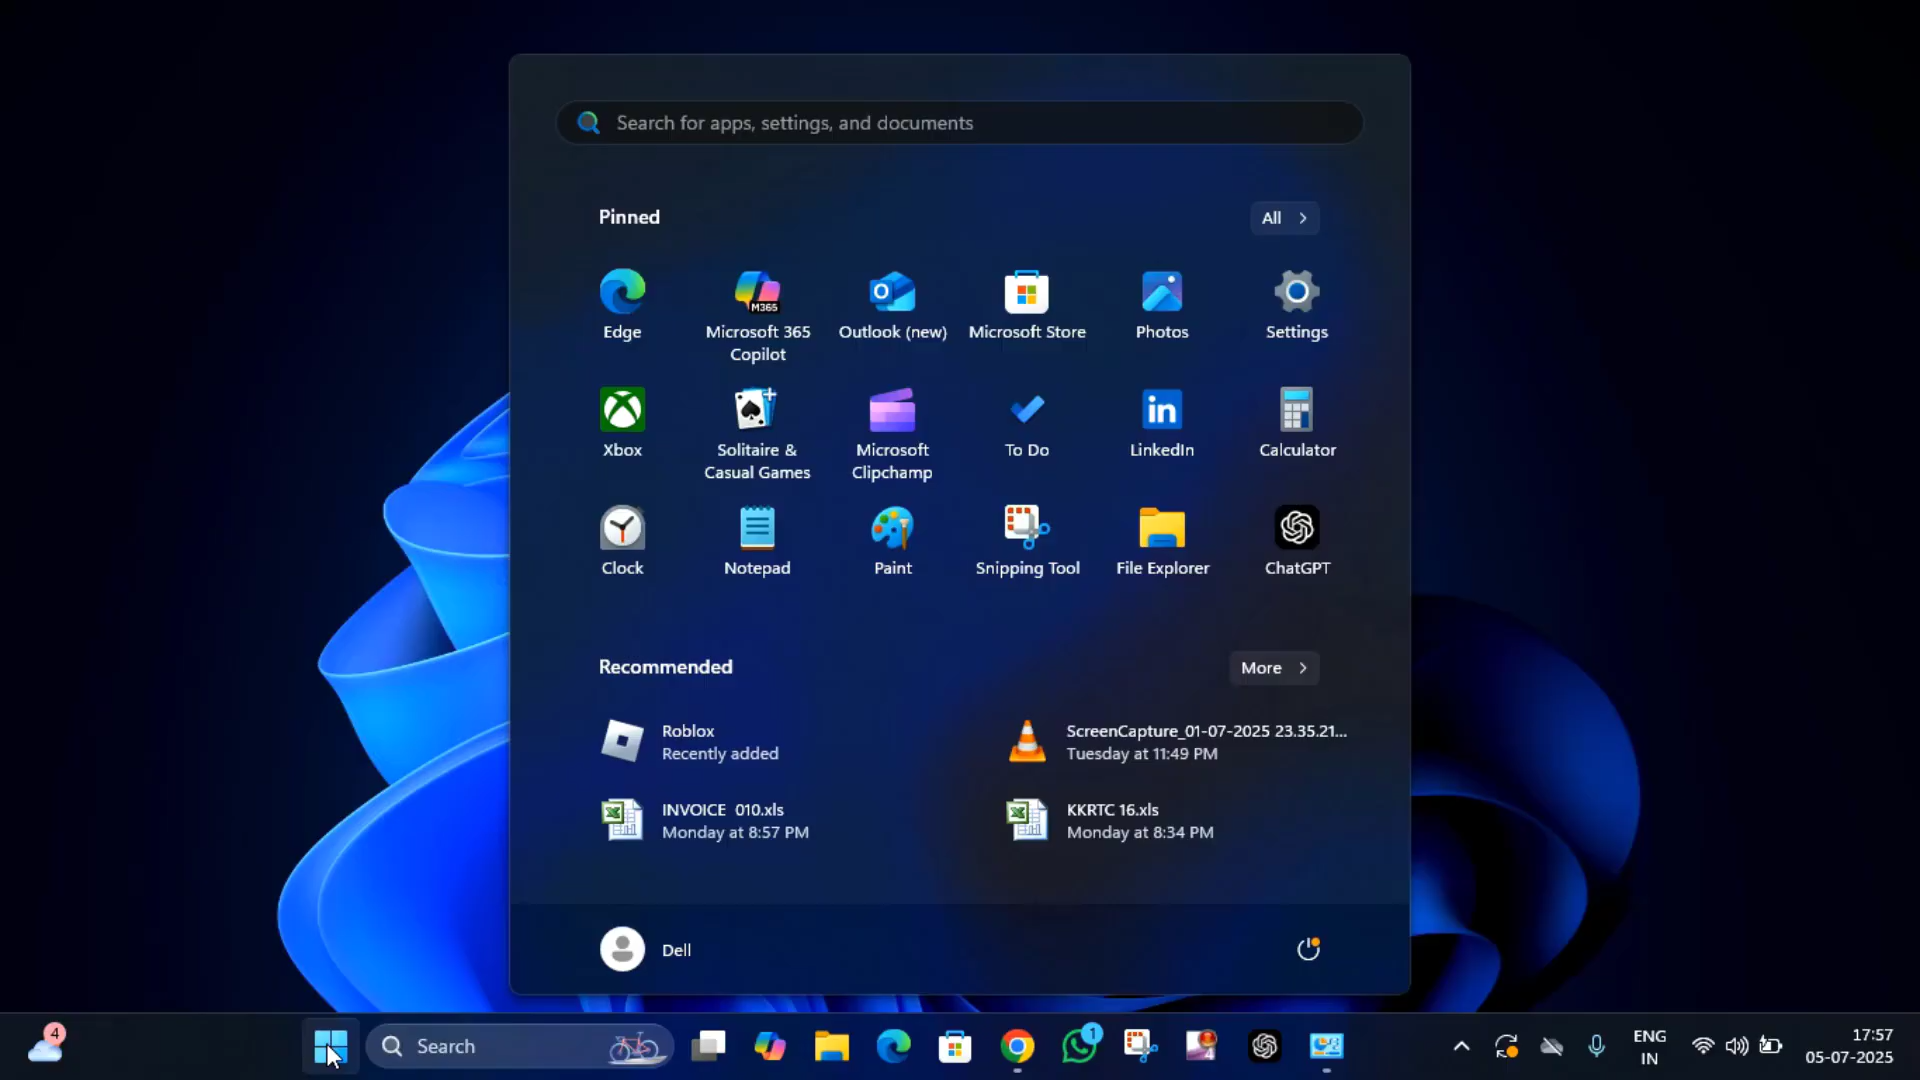 Search for apps, settings, and documents
Pinned
All
Edge
Microsoft 365
Copilot
M365
Outlook (new)
Microsoft Store
Photos
Settings
Xbox
Solitaire &
Casual Games
Microsoft
Clipchamp
To Do
LinkedIn
Calculator
Clock
Notepad
Paint
Snipping Tool
File Explorer
ChatGPT
Recommended
More
Roblox
Recently added
ScreenCapture_01-07-2025 23.35.21...
Tuesday at 11:49 PM
INVOICE 010.xls
Monday at 8:57 PM
KKRTC 16.xls
Monday at 8:34 PM
Dell
4
Search
1
4
ENG
IN
17:57
05-07-2025